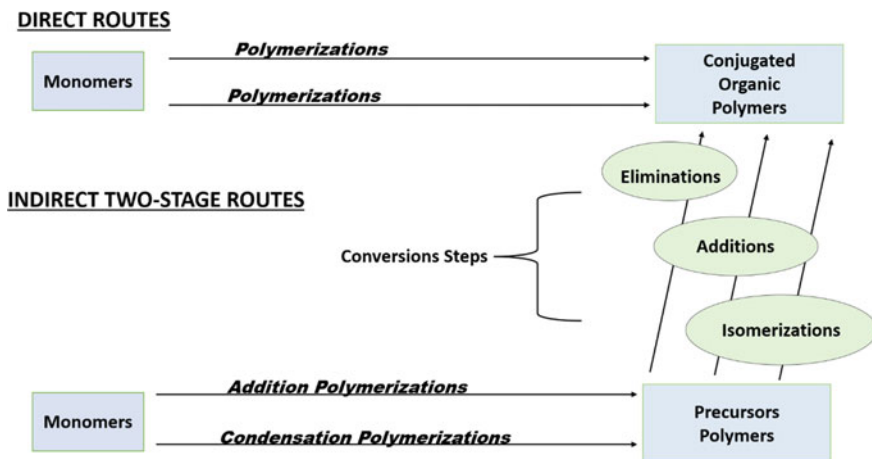 DIRECT ROUTES
Polymerizations
Monomers
Polymerizations
Conjugated
Organic
Polymers
Eliminations
INDIRECT TWO-STAGE ROUTES
Additions
Conversions Steps
Isomerizations
Addition Polymerizations
Monomers
Condensation Polymerizations
Precursors
Polymers